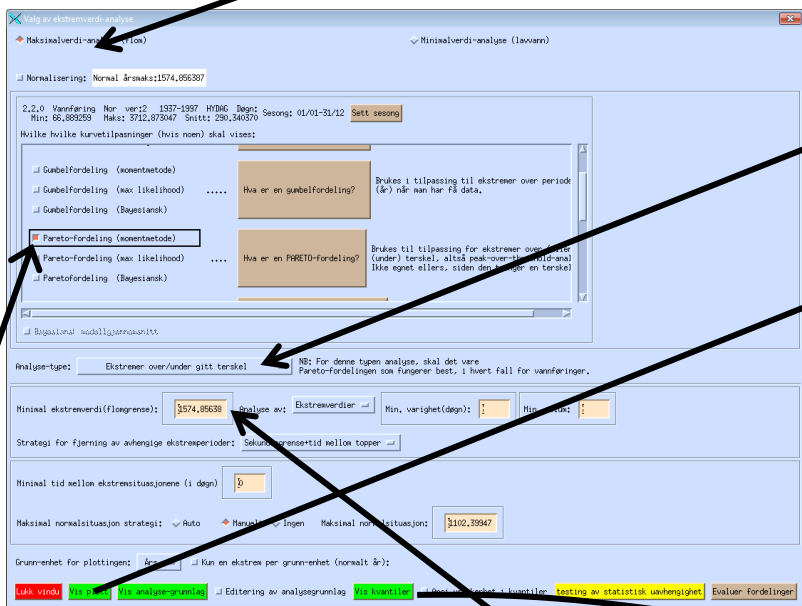 Valg av ekstremverdi-analyse
Maksimalverdi-analyse (flom)
Minimalverdi-analyse (lavvann)
Normalisering: Normal årsmaks:1574.856387
2.2.0 Vannføring Nor ver:2 1937-1997 HYDAG Døgn:
Min: 66.889259 Maks: 3712.873047 Snitt: 290.340370
Sesong: 01/01-31/12 Sett sesong
Hvilke hvilke kurvetilpasninger (hvis noen) skal vises:
Gumbelfordeling (momentmetode)
Gumbelfordeling (max likelihood) .....
Gumbelfordeling (Bayesiansk)
Hva er en gumbelfordeling?
Brukes i tilpassing til ekstremer over periode
(år) når man har få data.
Pareto-fordeling (momentmetode)
Pareto-fordeling (max likelihood) ....
Paretofordeling (Bayesiansk)
Hva er en PARETO-fordeling?
Brukes til tilpassing for ekstremer over
(under) terskel, altså
Ikke egnet ellers, siden den en terskel
Bayesiansk modellgjennomsnitt
Analyse-type: Ekstremer over/under gitt terskel
NB: For denne typen analyse, skal det være
Pareto-fordelingen som fungerer best, i hvert fall for vannføringer.
Minimal ekstremverdi(flomgrense): 1574.85638 Analyse av: Ekstremverdier Min. varighet(døgn): Min.
Strategi for fjerning av avhengige ekstremperioder: Sekundærgrense+tid mellom topper
Minimal tid mellom ekstremsituasjonene (i døgn) 0
Maksimal normalsituasjon strategi: Auto Manuell Ingen Maksimal normalsituasjon: 1102.39947
Grunn-enhet for plottingen: Kun en ekstrem per grunn-enhet (normalt år):
Lukk vindu Vis plott Vis analyse-grunnlag Editering av analysegrunnlag Vis kvantiler i kvantiler testing av statistisk uavhengighet Evaluer fordelinger